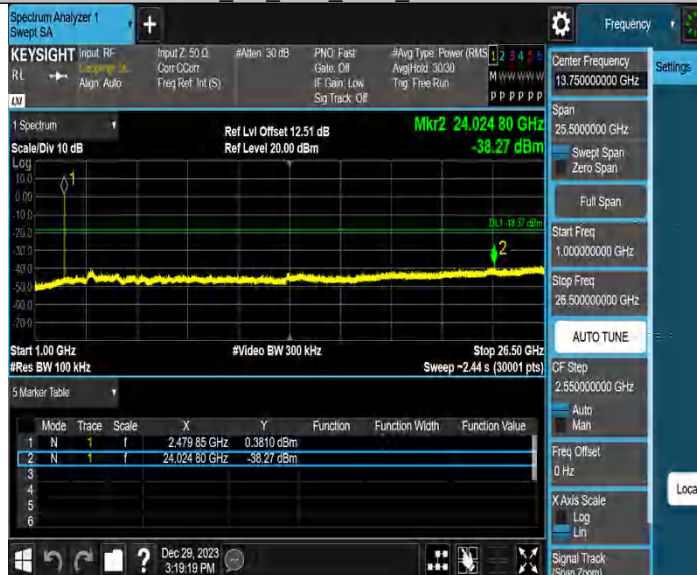 Spectrum Analyzer 1
Swept SA
+
Frequency
KEYSIGHT
RL
Input: RF
Align: Auto
Input Z: 50 Ω
Corr CCorr
Freq Ref: Int (S)
#Atten: 30 dB
PNO: Fast
Gate: Off
IF Gain: Low
Sig Track: Off
#Avg Type: Power (RMS
Avg|Hold: 30/30
Trig: Free Run
1 2 3 4 5 6
M W W W W W
P P P P P P
LW
1 Spectrum
Scale/Div 10 dB
Ref Lvl Offset 12.51 dB
Ref Level 20.00 dBm
Mkr2 24.024 80 GHz
-38.27 dBm
Log
10.0
0.00
-10.0
-20.0
-30.0
-40.0
-50.0
-60.0
-70.0
1
DL1 -18.57 dBm
2
Start 1.00 GHz
#Video BW 300 kHz
Stop 26.50 GHz
#Res BW 100 kHz
Sweep ~2.44 s (30001 pts)
5 Marker Table
Mode Trace Scale X Y Function Function Width Function Value
1 N 1 f 2.479 85 GHz 0.3810 dBm
2 N 1 f 24.024 80 GHz -38.27 dBm
3
4
5
6
?
Dec 29, 2023
3:19:19 PM
Center Frequency
13.750000000 GHz
Span
25.5000000 GHz
Swept Span
Zero Span
Full Span
Start Freq
1.000000000 GHz
Stop Freq
26.500000000 GHz
AUTO TUNE
CF Step
2.550000000 GHz
Auto
Man
Freq Offset
0 Hz
X Axis Scale
Log
Lin
Signal Track
(Span Zoom)
Settings
Loca